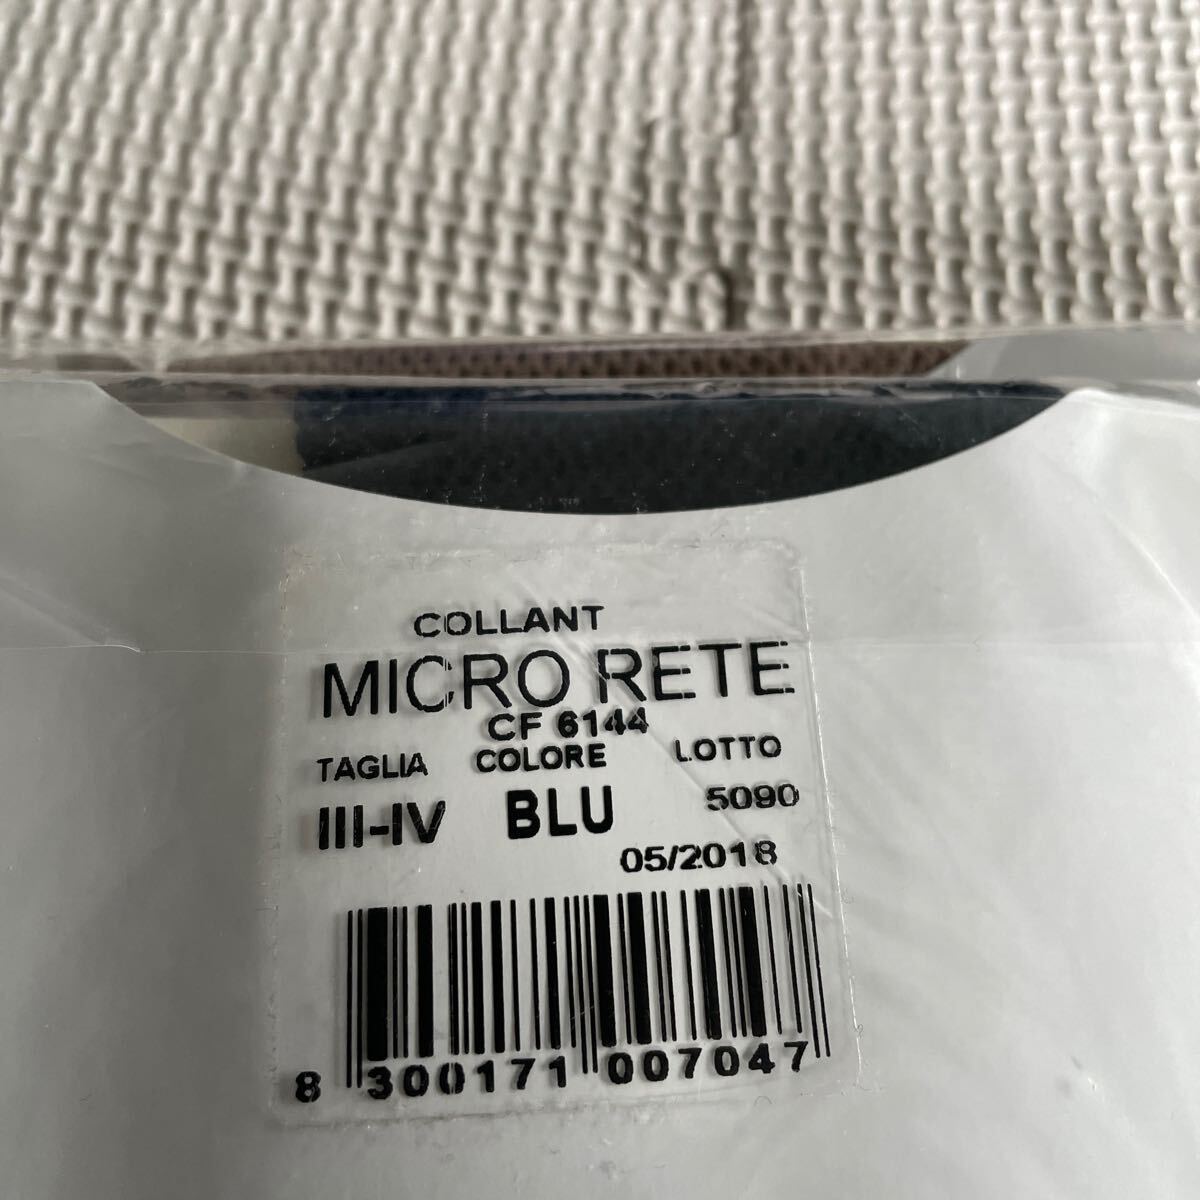 COLLANT
MICRO RETE
CF 6144
TAGLIA COLORE LOTTO
III-IV BLU 5090
05/2018
8 300171 007047